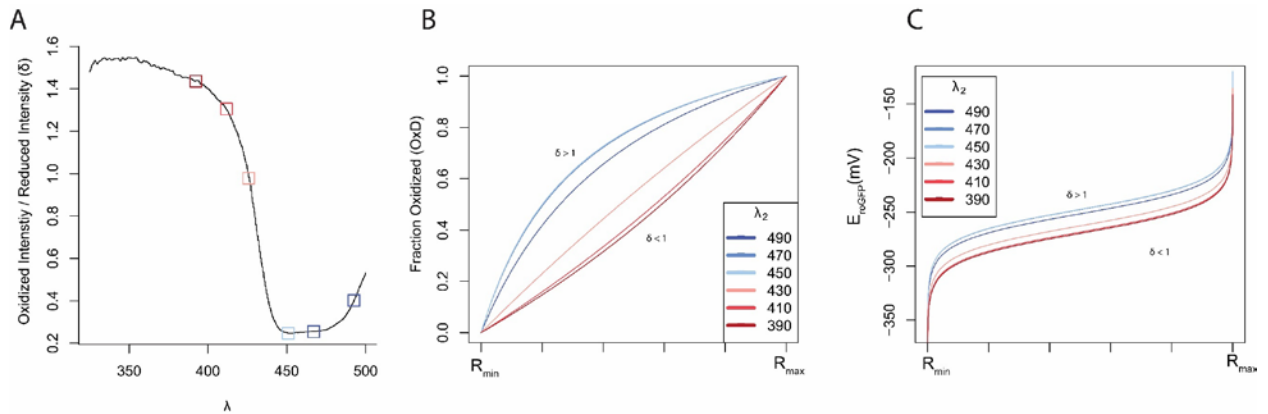 A
Oxidized Intenstiy / Reduced Intensity (δ)
1.6
1.4
1.2
1.0
0.8
0.6
0.4
0.2
350
400
450
500
λ
B
Fraction Oxidized (OxD)
1.0
0.8
0.6
0.4
0.2
0.0
δ > 1
δ < 1
λ2
490
470
450
430
410
390
Rmin
Rmax
C
EroGFP(mV)
−150
−200
−250
−300
−350
λ2
490
470
450
430
410
390
δ > 1
δ < 1
Rmin
Rmax